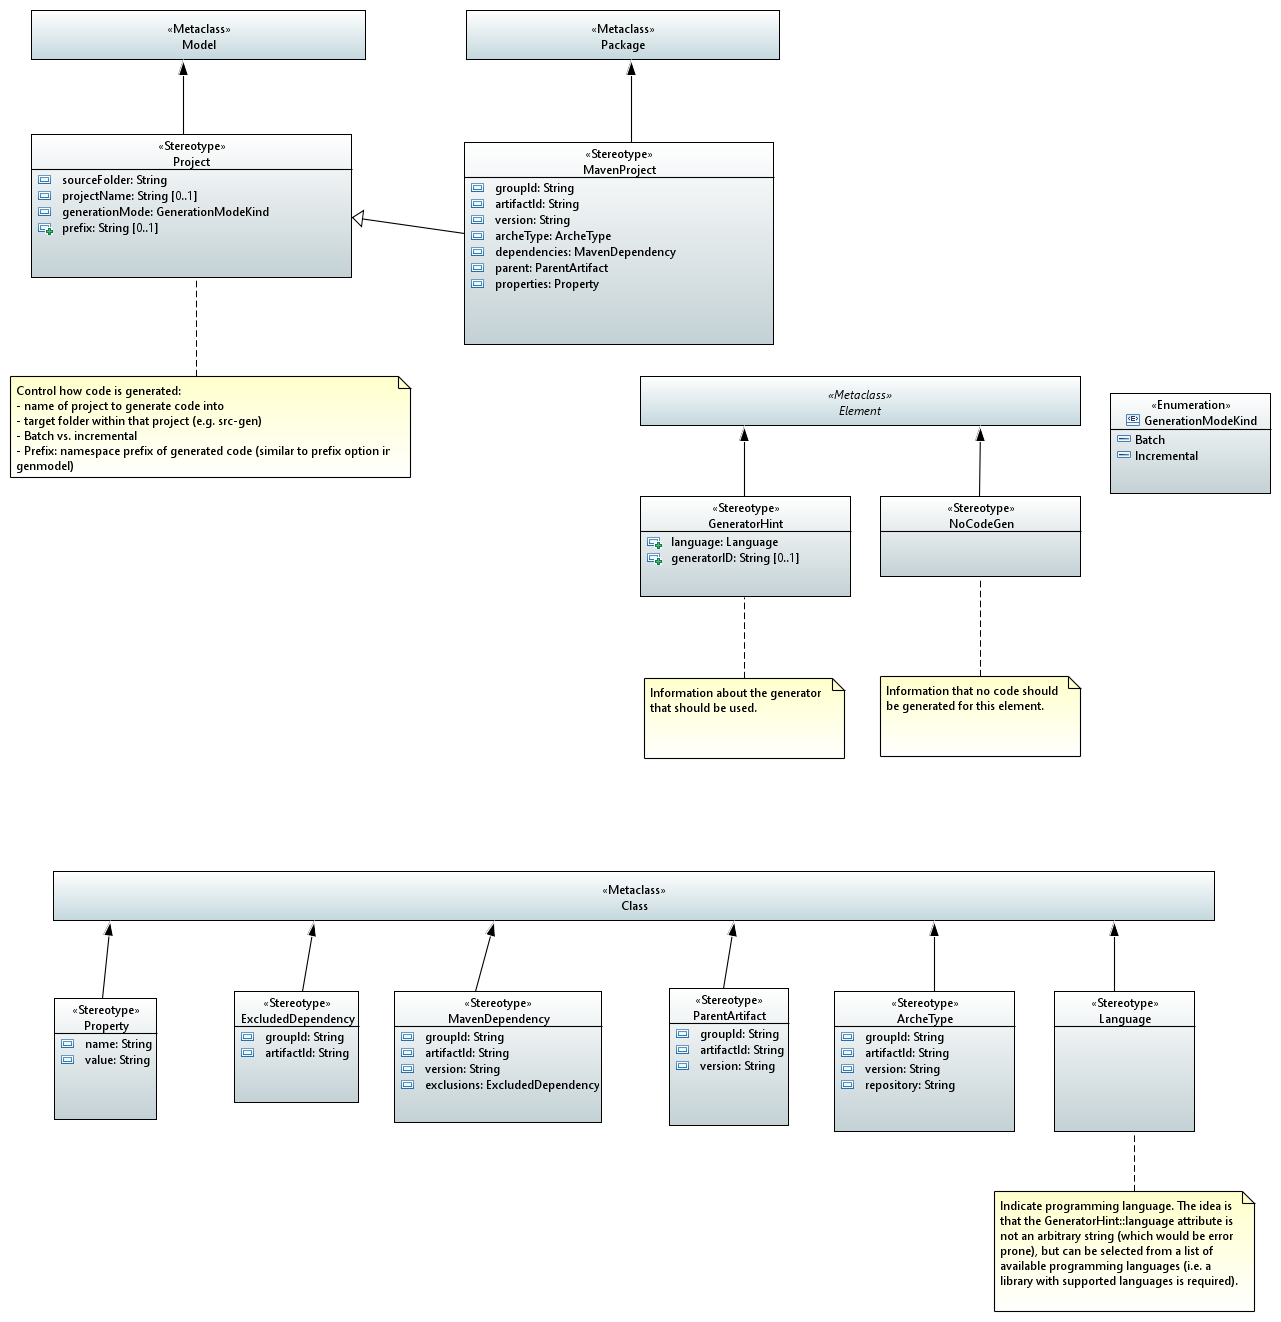 «Metaclass»
Model
«Metaclass»
Package
«Stereotype»
Project
sourceFolder: String
projectName: String [0..1]
generationMode: GenerationModeKind
prefix: String [0..1]
«Stereotype»
MavenProject
groupId: String
artifactId: String
version: String
archeType: ArcheType
dependencies: MavenDependency
parent: ParentArtifact
properties: Property
Control how code is generated:
- name of project to generate code into
- target folder within that project (e.g. src-gen)
- Batch vs. incremental
- Prefix: namespace prefix of generated code (similar to prefix option in
genmodel)
«Metaclass»
Element
«Enumeration»
GenerationModeKind
Batch
Incremental
«Stereotype»
GeneratorHint
language: Language
generatorID: String [0..1]
«Stereotype»
NoCodeGen
Information about the generator
that should be used.
Information that no code should
be generated for this element.
«Metaclass»
Class
«Stereotype»
Property
name: String
value: String
«Stereotype»
ExcludedDependency
groupId: String
artifactId: String
«Stereotype»
MavenDependency
groupId: String
artifactId: String
version: String
exclusions: ExcludedDependency
«Stereotype»
ParentArtifact
groupId: String
artifactId: String
version: String
«Stereotype»
ArcheType
groupId: String
artifactId: String
version: String
repository: String
«Stereotype»
Language
Indicate programming language. The idea is
that the GeneratorHint::language attribute is
not an arbitrary string (which would be error
prone), but can be selected from a list of
available programming languages (i.e. a
library with supported languages is required).